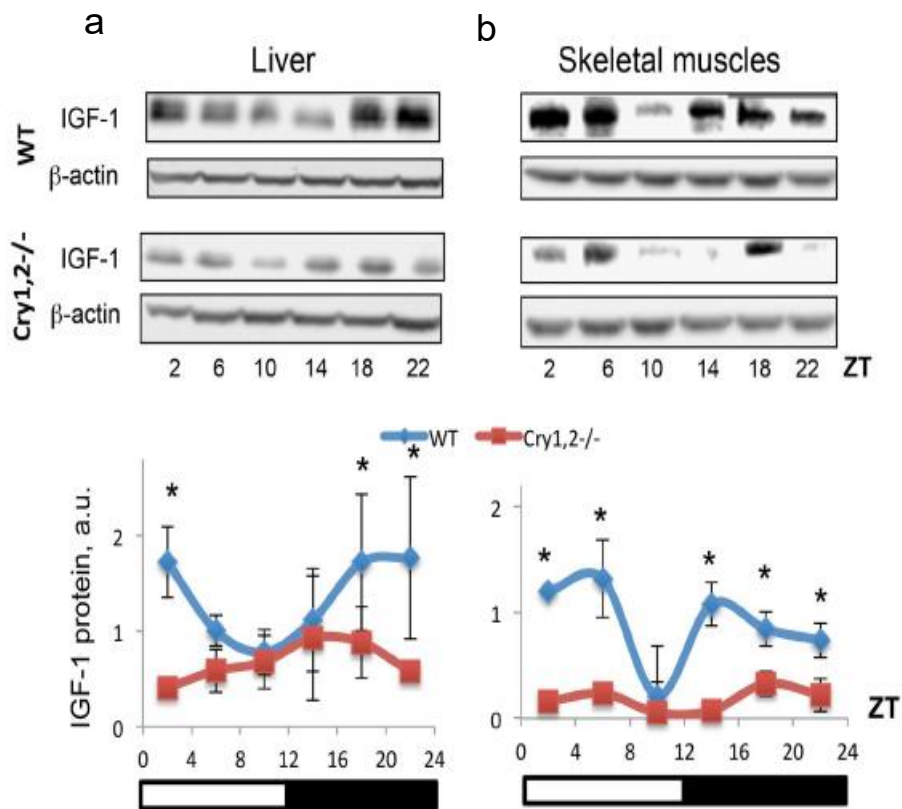 a
b
Liver
Skeletal muscles
WT
IGF-1
β-actin
Cry1,2-/-
IGF-1
β-actin
2 6 10 14 18 22
2 6 10 14 18 22 ZT
WT Cry1,2-/-
IGF-1 protein, a.u.
* * *
2
1
0
0 4 8 12 16 20 24
* * * * *
2
1
0
0 4 8 12 16 20 24
ZT